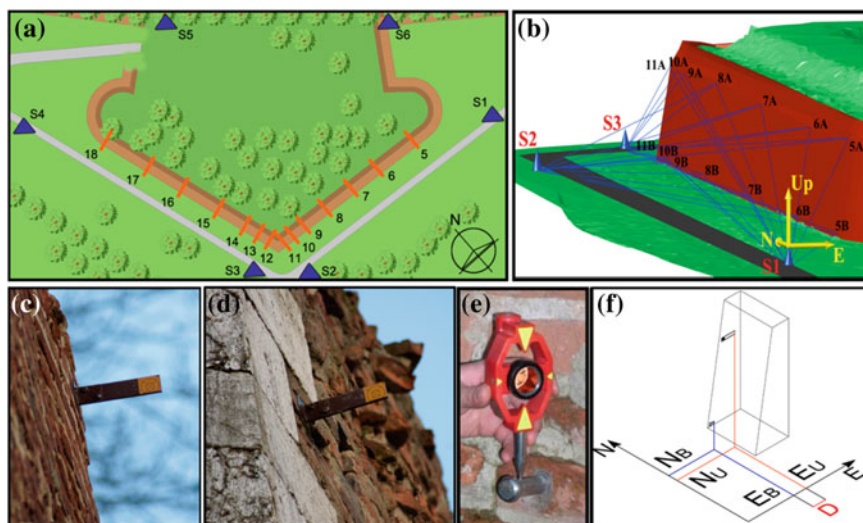 (a)
S5
S6
S4
S1
18
17
16
15
14
13
12
11
10
9
8
7
6
5
S3
S2
N
(b)
11A
10A
9A
8A
7A
6A
5A
S3
S2
11B
10B
9B
8B
7B
6B
5B
Up
N
E
S1
(c)
(d)
(e)
(f)
N
NB
NU
EB
EU
E
D